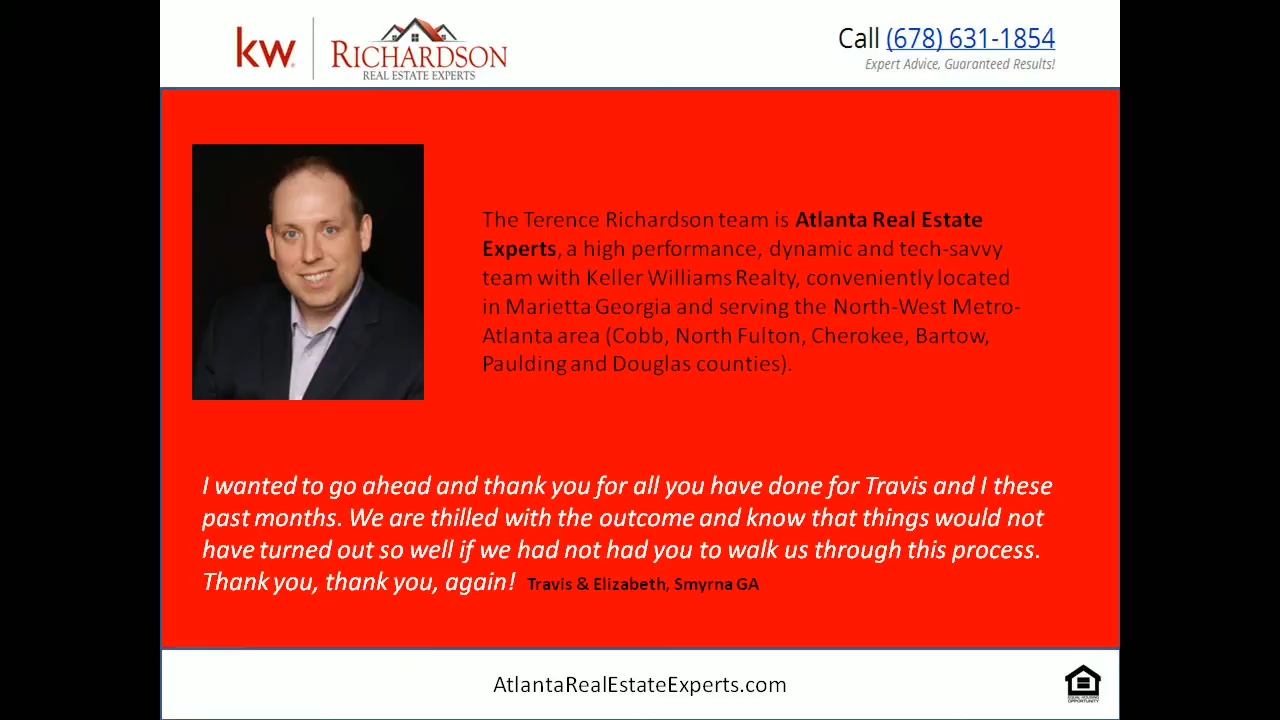 kw
RICHARDSON
REAL ESTATE EXPERTS
Call (678) 631-1854
Expert Advice, Guaranteed Results!
The Terence Richardson team is Atlanta Real Estate
Experts, a high performance, dynamic and tech-savvy
team with Keller Williams Realty, conveniently located
in Marietta Georgia and serving the North-West Metro-
Atlanta area (Cobb, North Fulton, Cherokee, Bartow,
Paulding and Douglas counties).
I wanted to go ahead and thank you for all you have done for Travis and I these
past months. We are thilled with the outcome and know that things would not
have turned out so well if we had not had you to walk us through this process.
Thank you, thank you, again! Travis & Elizabeth, Smyrna GA
AtlantaRealEstateExperts.com
EQUAL HOUSING
OPPORTUNITY